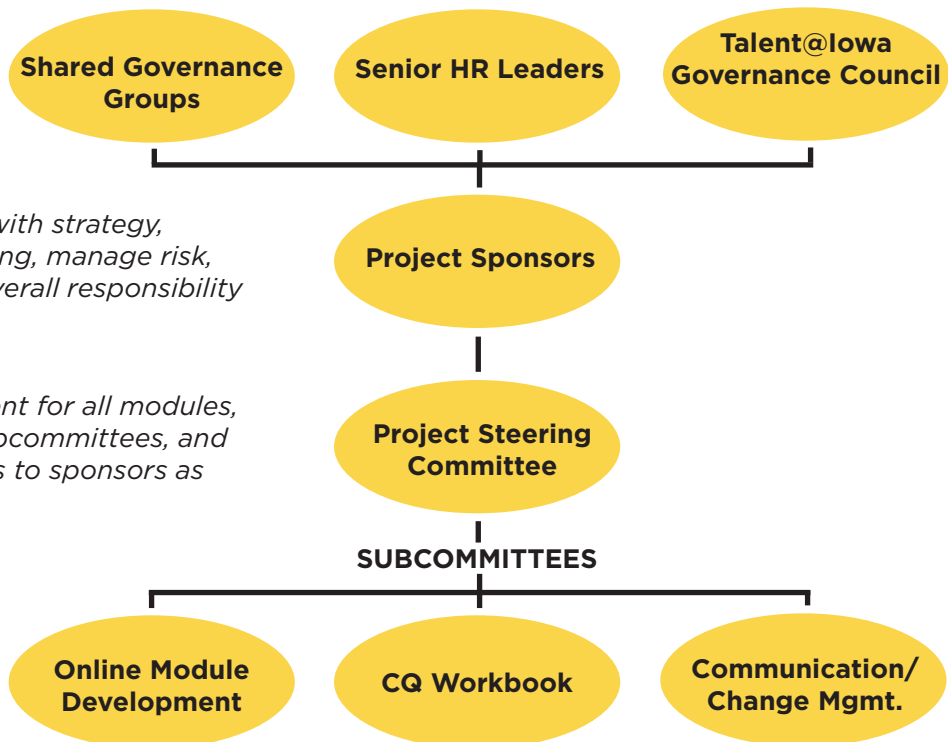 Shared Governance
Groups
Senior HR Leaders
Talent@Iowa
Governance Council
with strategy,
ing, manage risk,
verall responsibility
Project Sponsors
ent for all modules,
bcommittees, and
s to sponsors as
Project Steering
Committee
SUBCOMMITTEES
Online Module
Development
CQ Workbook
Communication/
Change Mgmt.